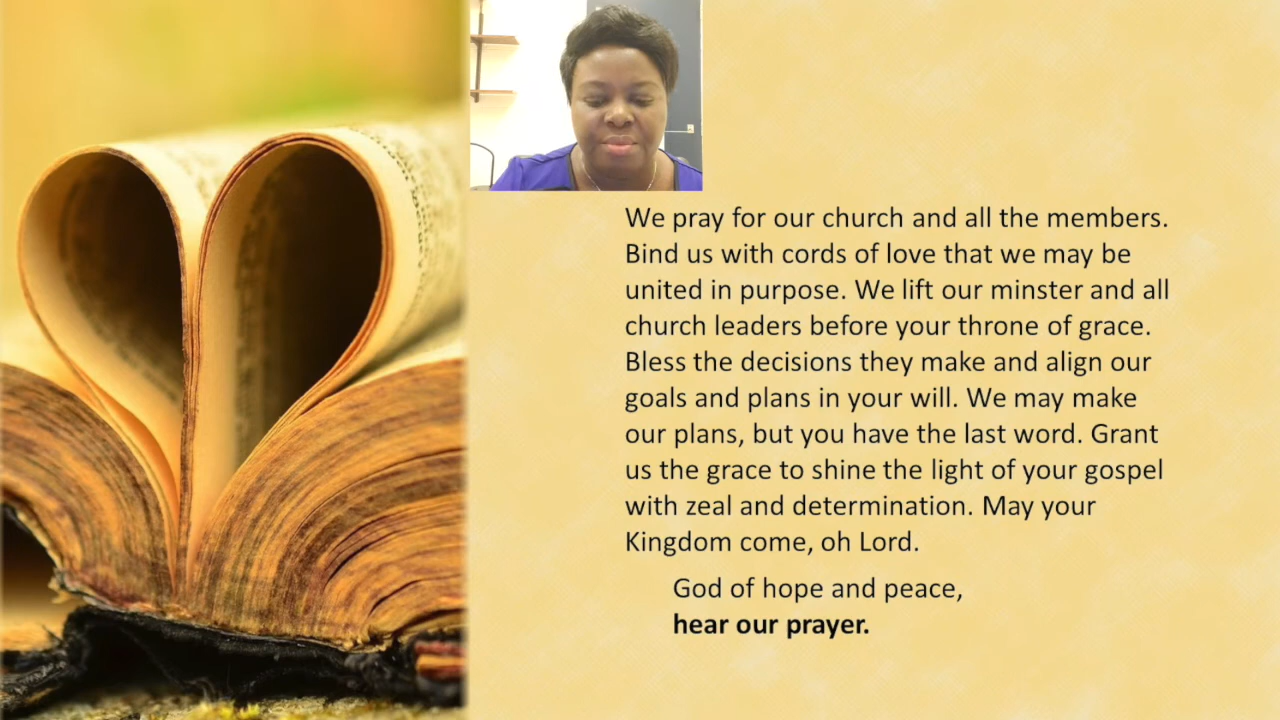 We pray for our church and all the members.
Bind us with cords of love that we may be
united in purpose. We lift our minster and all
church leaders before your throne of grace.
Bless the decisions they make and align our
goals and plans in your will. We may make
our plans, but you have the last word. Grant
us the grace to shine the light of your gospel
with zeal and determination. May your
Kingdom come, oh Lord.
God of hope and peace,
hear our prayer.